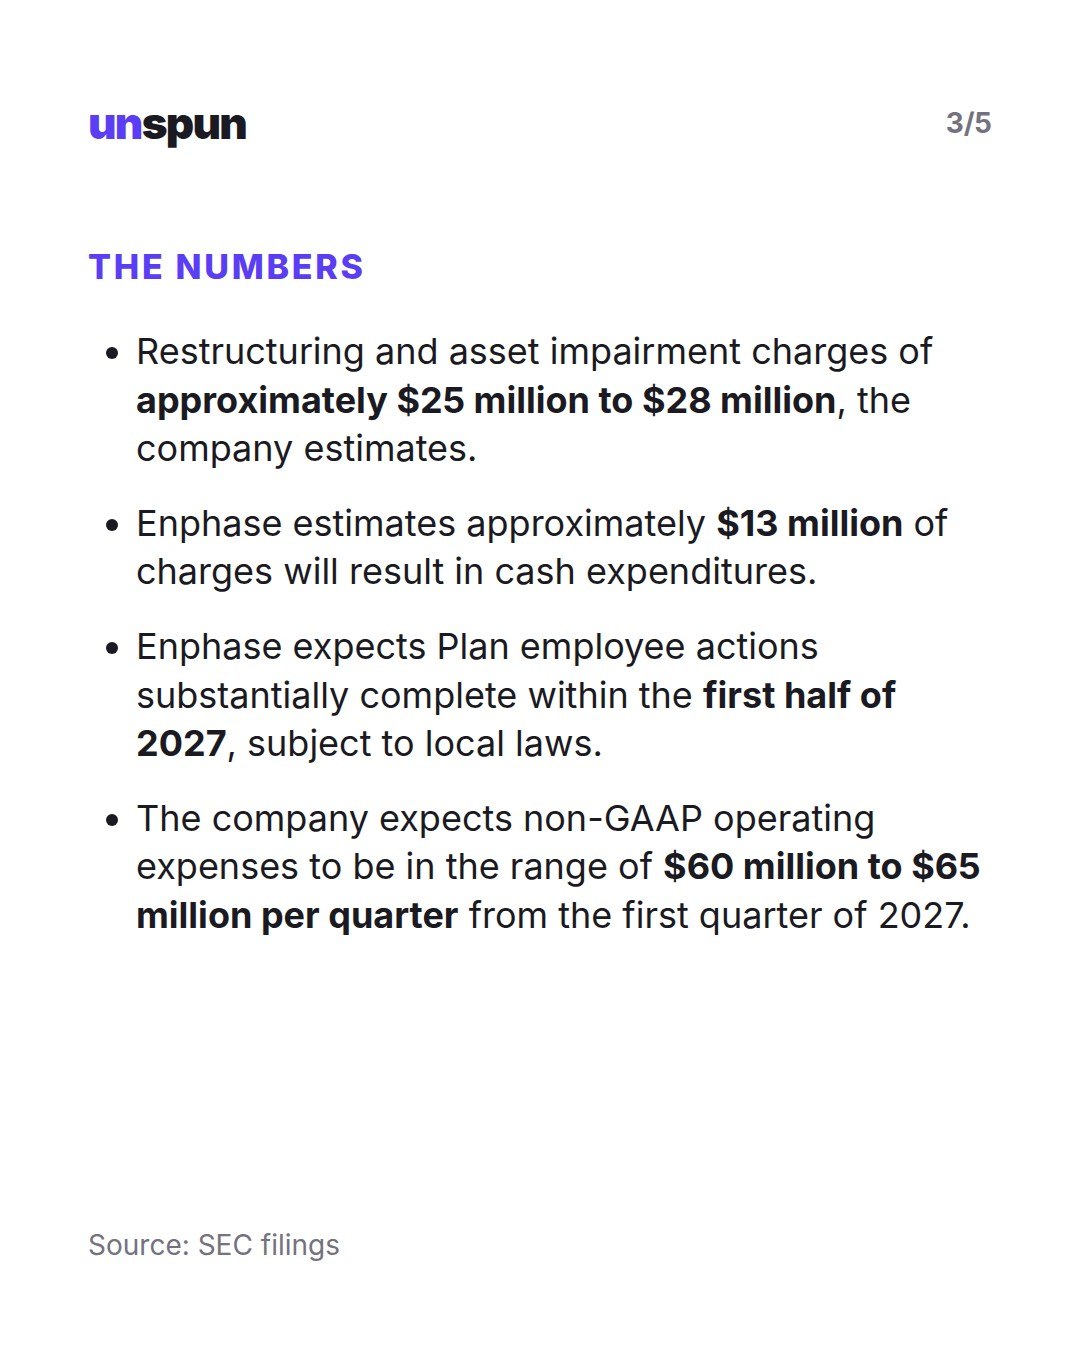 unspun
3/5
THE NUMBERS
• Restructuring and asset impairment charges of
approximately $25 million to $28 million, the
company estimates.
• Enphase estimates approximately $13 million of
charges will result in cash expenditures.
• Enphase expects Plan employee actions
substantially complete within the first half of
2027, subject to local laws.
• The company expects non-GAAP operating
expenses to be in the range of $60 million to $65
million per quarter from the first quarter of 2027.
Source: SEC filings